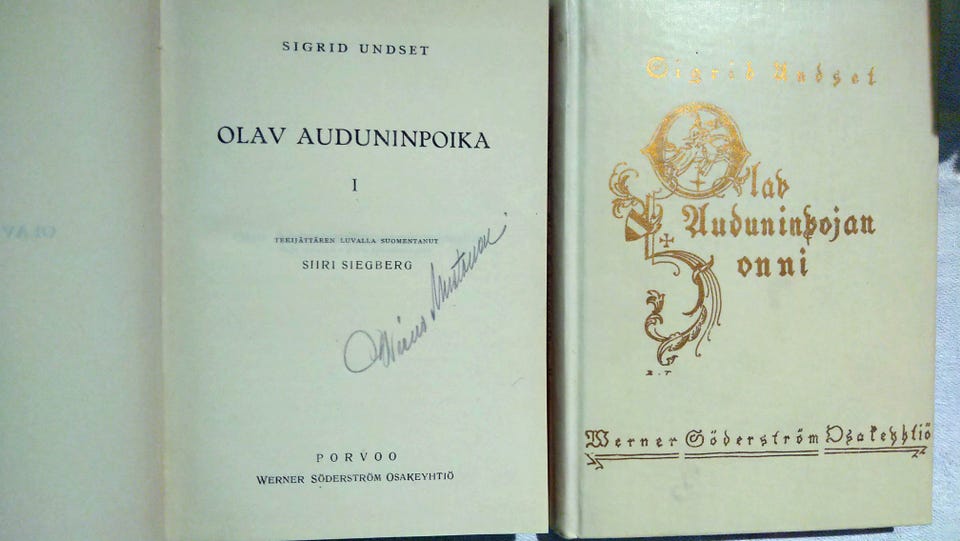 SIGRID UNDSET
OLAV AUDUNINPOIKA
I
TEKIJÄTTÄREN LUVALLA SUOMENTANUT
SIIRI SIEGBERG
PORVOO
WERNER SÖDERSTRÖM OSAKEYHTIÖ
Sigrid Undset
Olav
Auduninpojan
onni
Werner Söderström Osakeyhtiö
OLAV